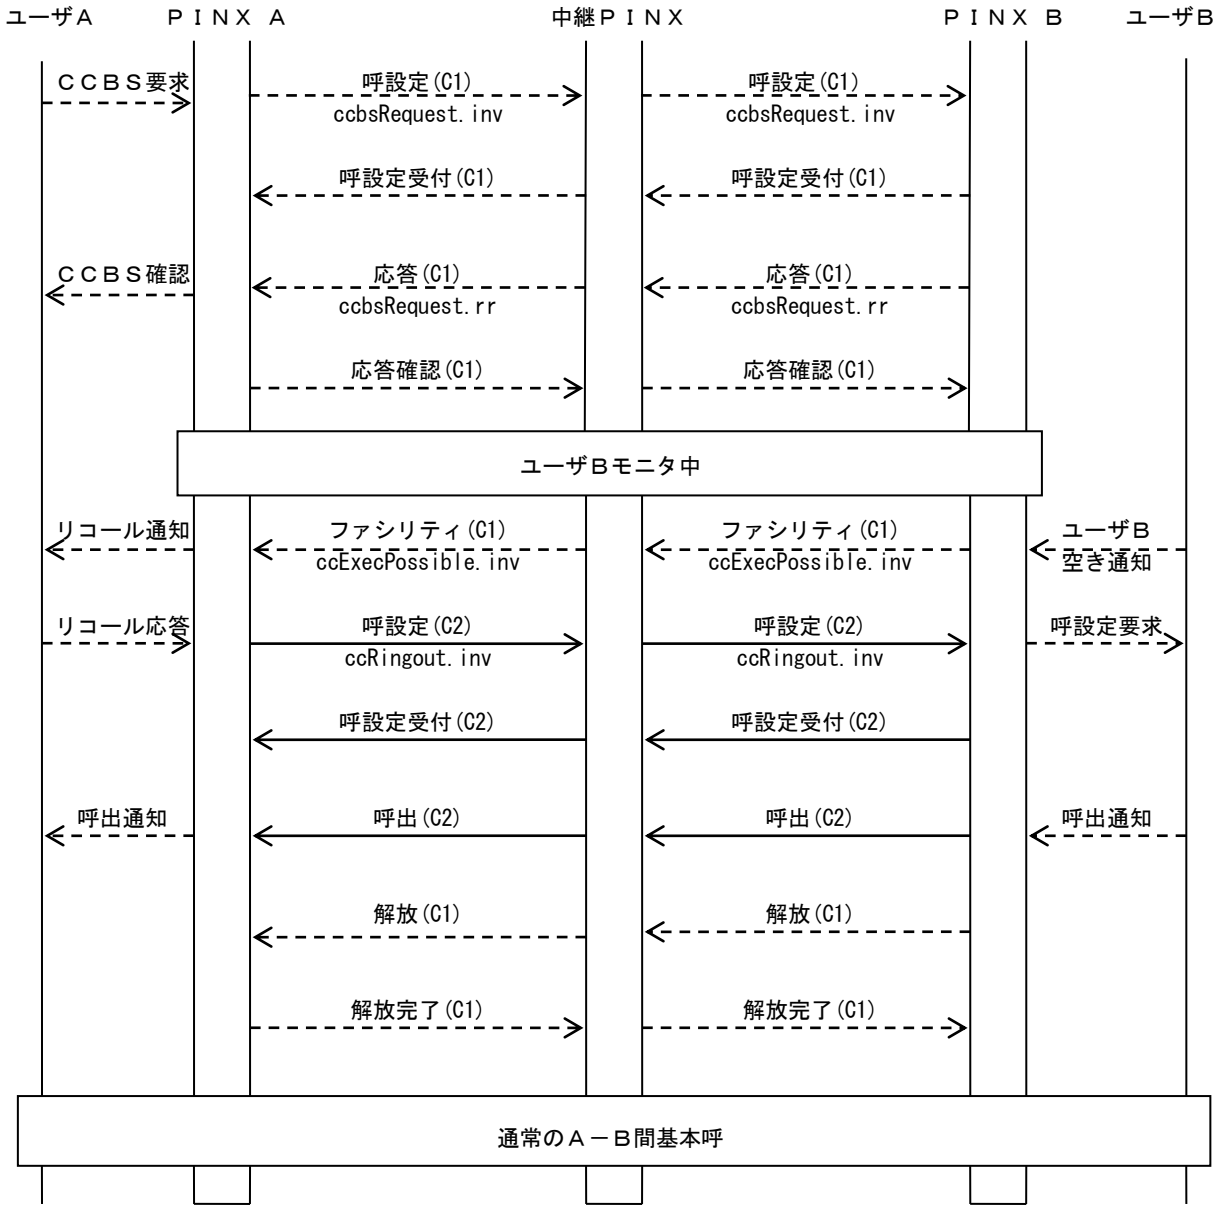 ユーザA ＰＩＮＸ Ａ 中継ＰＩＮＸ ＰＩＮＸ Ｂ ユーザB
ＣＣＢＳ要求 呼設定(C1) 呼設定(C1)
ccbsRequest.inv ccbsRequest.inv
呼設定受付(C1) 呼設定受付(C1)
ＣＣＢＳ確認 応答(C1) 応答(C1)
ccbsRequest.rr ccbsRequest.rr
応答確認(C1) 応答確認(C1)
ユーザＢモニタ中
リコール通知 ファシリティ(C1) ファシリティ(C1) ユーザＢ
ccExecPossible.inv ccExecPossible.inv 空き通知
リコール応答 呼設定(C2) 呼設定(C2) 呼設定要求
ccRingout.inv ccRingout.inv
呼設定受付(C2) 呼設定受付(C2)
呼出通知 呼出(C2) 呼出(C2) 呼出通知
解放(C1) 解放(C1)
解放完了(C1) 解放完了(C1)
通常のＡ－Ｂ間基本呼